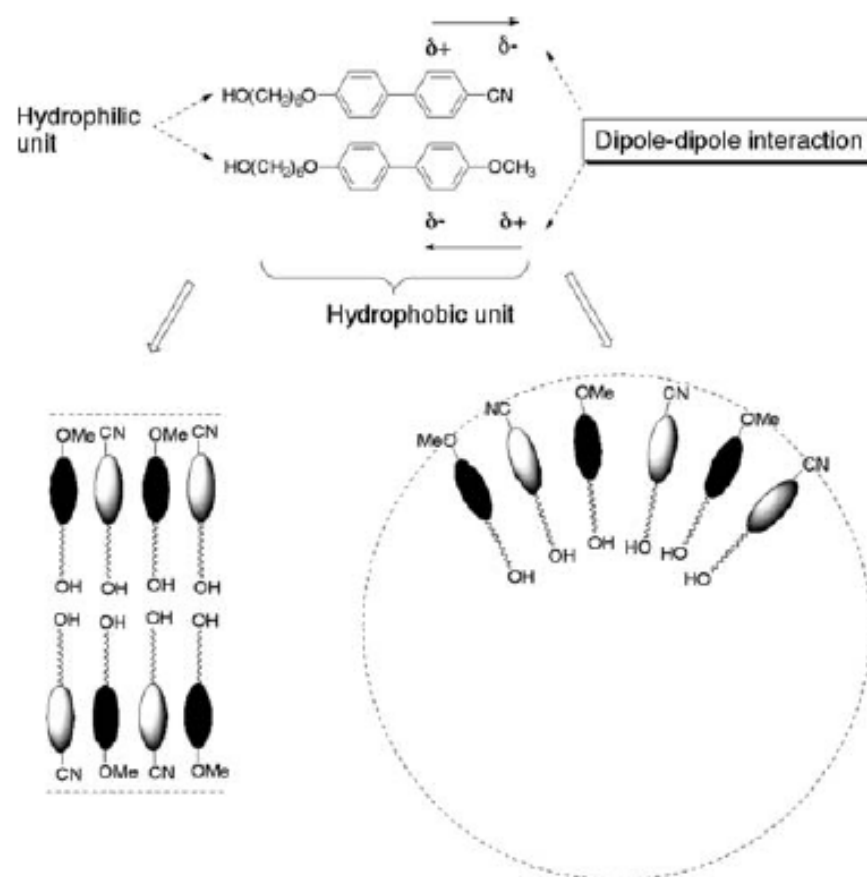 δ+ δ-
HO(CH₂)₆O CN
Hydrophilic
unit
Dipole-dipole interaction
HO(CH₂)₆O OCH₃
δ- δ+
Hydrophobic unit
OMe CN OMe CN
OH OH OH OH
OH OH OH OH
CN OMe CN OMe
MeO NC OMe CN OMe CN
OH OH OH HO HO HO